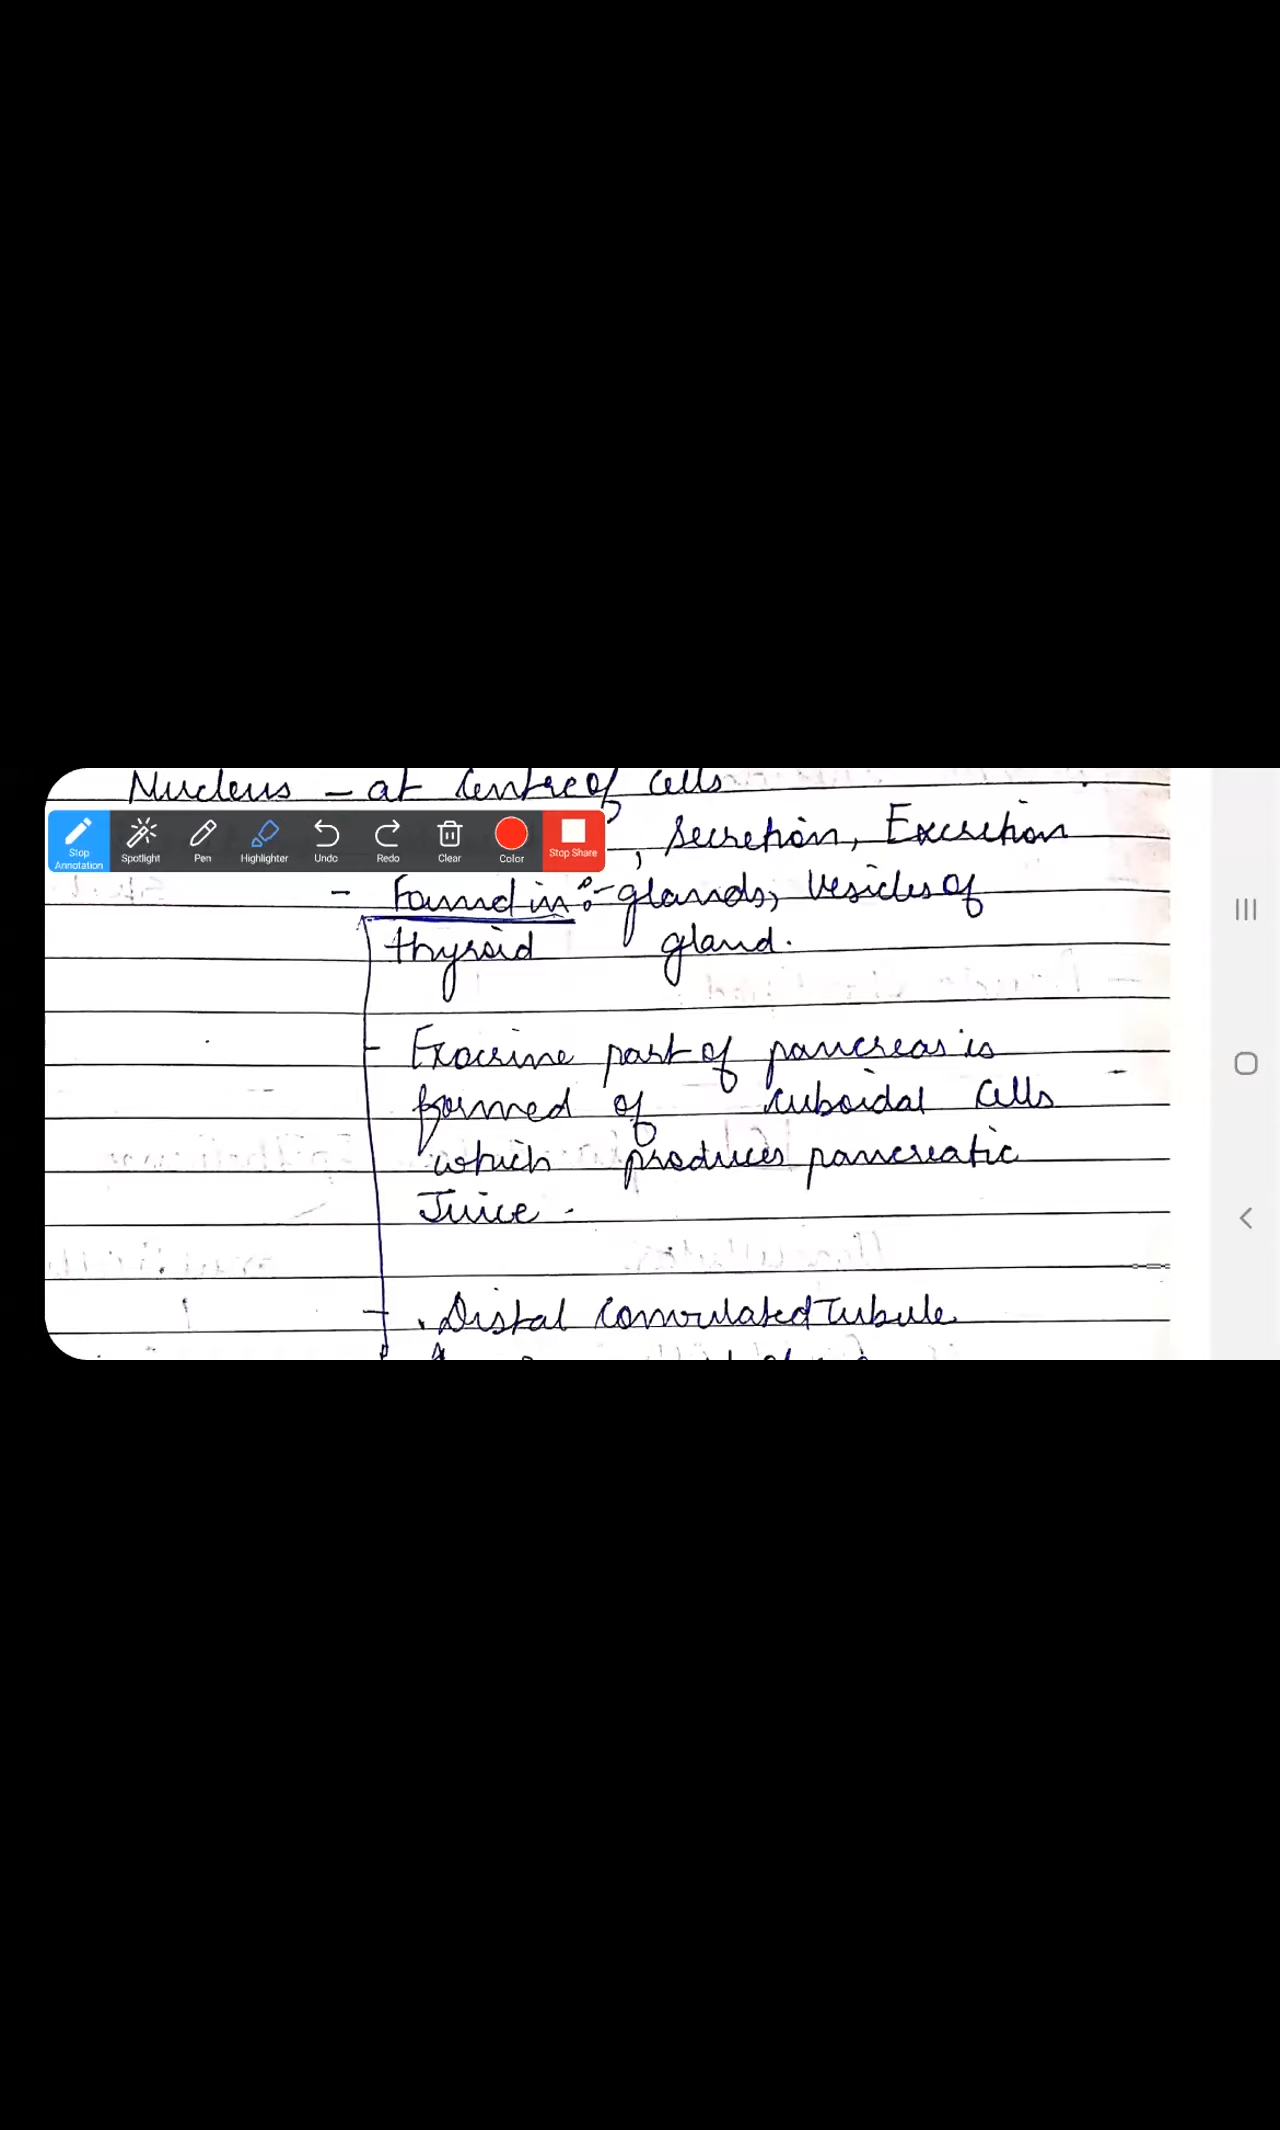 Nucleus - at Centre of Cells
Stop Annotation Spotlight Pen Highlighter Undo Redo Clear Color Stop Share
, Secretion, Excretion
- Found in :- glands, Vesicles of
thyroid gland.
- Exocrine part of pancreas is
formed of cuboidal Cells
which produces pancreatic
Juice.
- . Distal Convulated Tubule